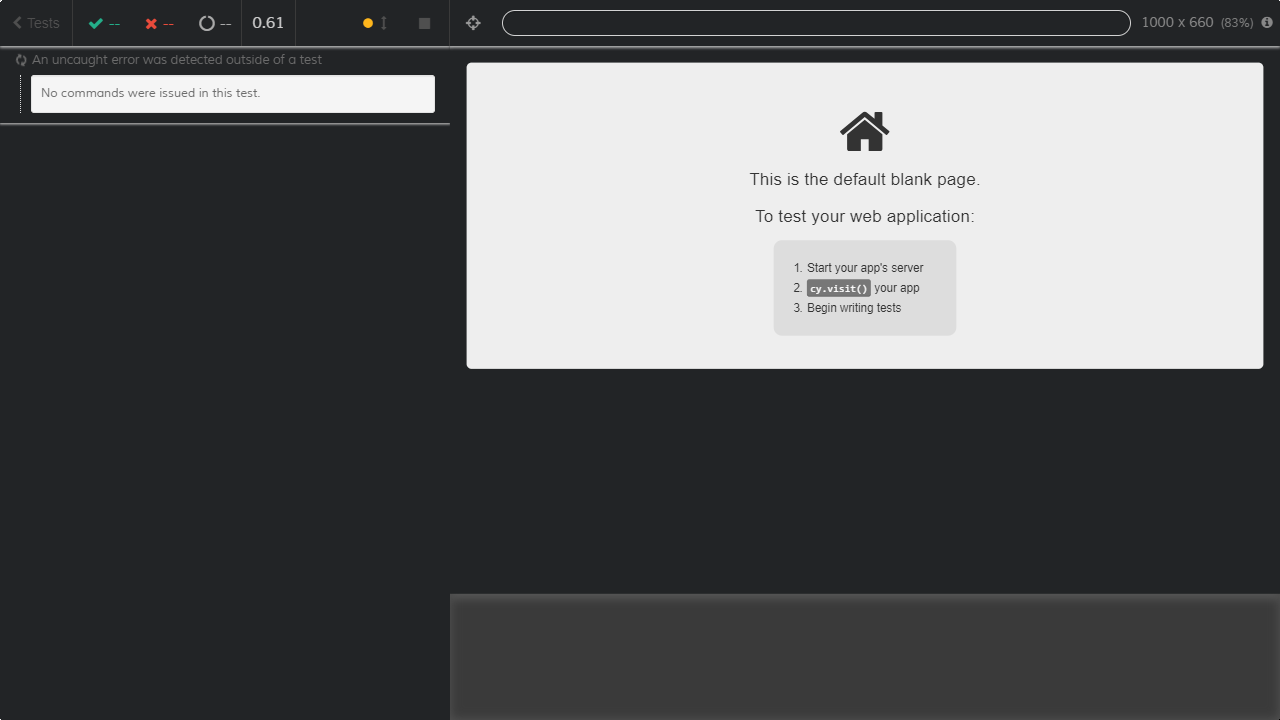 Tests
--
--
--
0.61
1000 x 660 (83%)
An uncaught error was detected outside of a test
No commands were issued in this test.
This is the default blank page.
To test your web application:
1. Start your app's server
2. cy.visit() your app
3. Begin writing tests